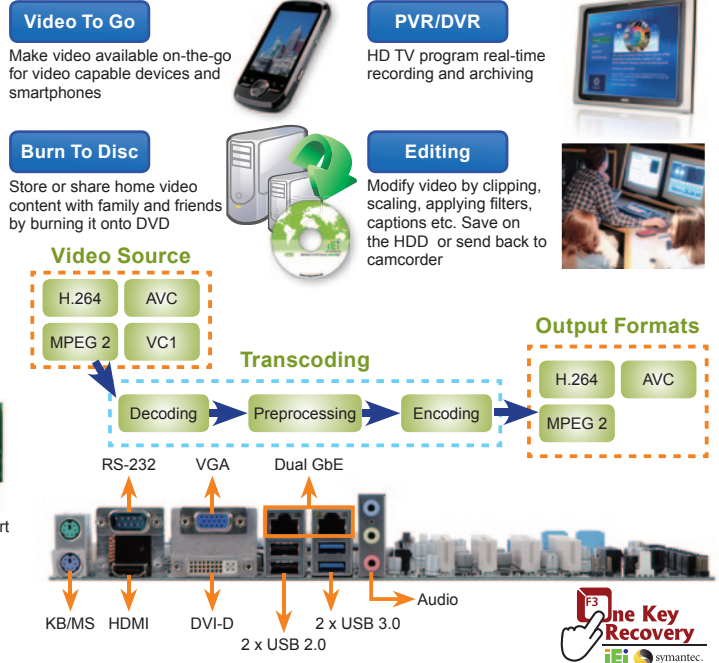 Video To Go
Make video available on-the-go
for video capable devices and
smartphones
PVR/DVR
HD TV program real-time
recording and archiving
Burn To Disc
Store or share home video
content with family and friends
by burning it onto DVD
iEi
Editing
Modify video by clipping,
scaling, applying filters,
captions etc. Save on
the HDD or send back to
camcorder
Video Source
H.264
AVC
MPEG 2
VC1
Transcoding
Decoding
Preprocessing
Encoding
Output Formats
H.264
AVC
MPEG 2
rt
RS-232
VGA
Dual GbE
KB/MS
HDMI
DVI-D
2 x USB 2.0
2 x USB 3.0
Audio
F3
ne Key
Recovery
iEi symantec.